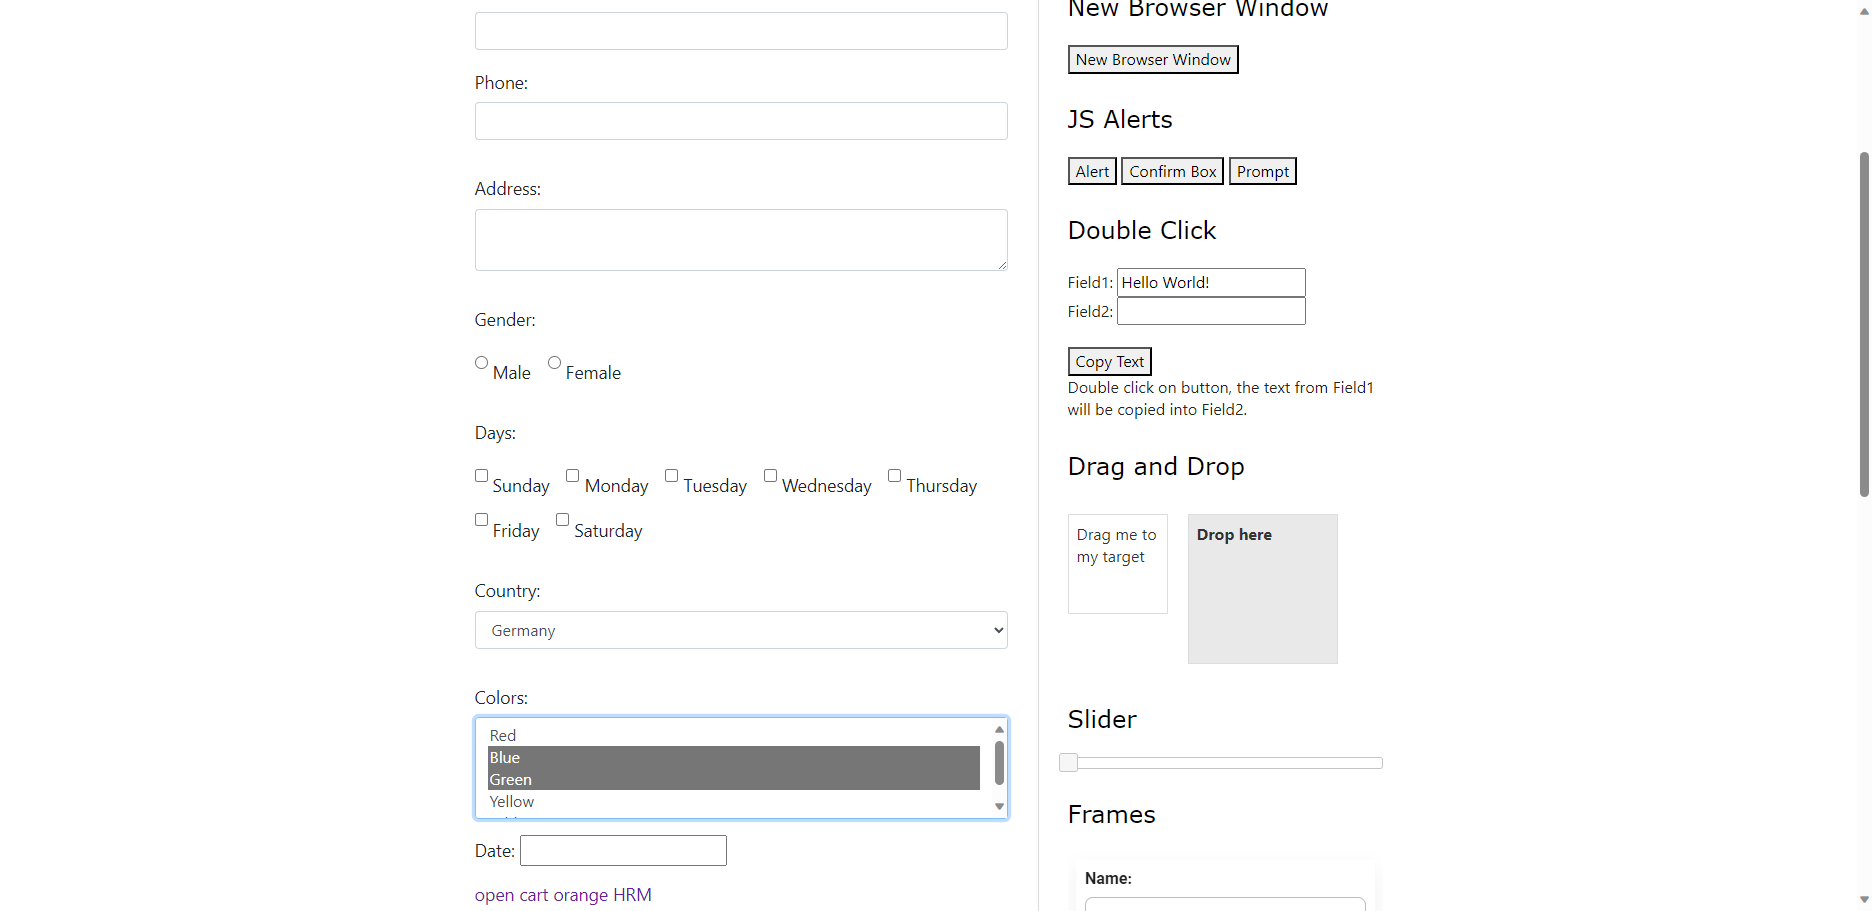 Phone:
Address:
Gender:
Male Female
Days:
Sunday Monday Tuesday Wednesday Thursday
Friday Saturday
Country:
Germany
Colors:
Red
Blue
Green
Yellow
Date:
open cart orange HRM
New Browser Window
New Browser Window
JS Alerts
Alert Confirm Box Prompt
Double Click
Field1: Hello World!
Field2:
Copy Text
Double click on button, the text from Field1
will be copied into Field2.
Drag and Drop
Drag me to
my target
Drop here
Slider
Frames
Name: